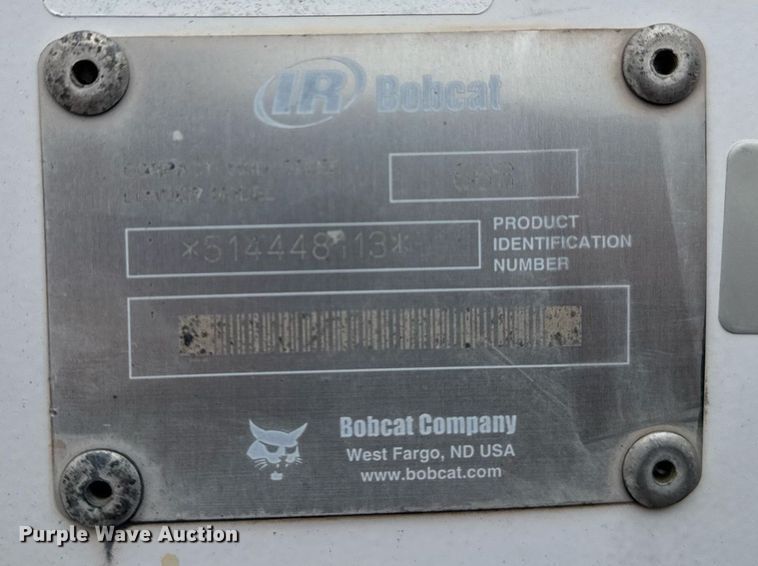 IR Bobcat
*514448113*
PRODUCT
IDENTIFICATION
NUMBER
Bobcat Company
West Fargo, ND USA
www.bobcat.com
Purple Wave Auction